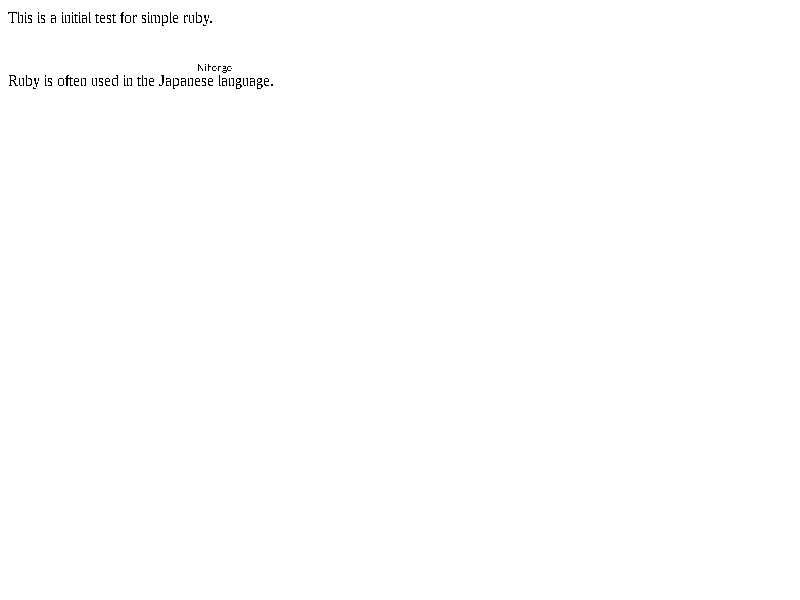 This is a initial test for simple ruby.
Nihongo
Ruby is often used in the Japanese language.